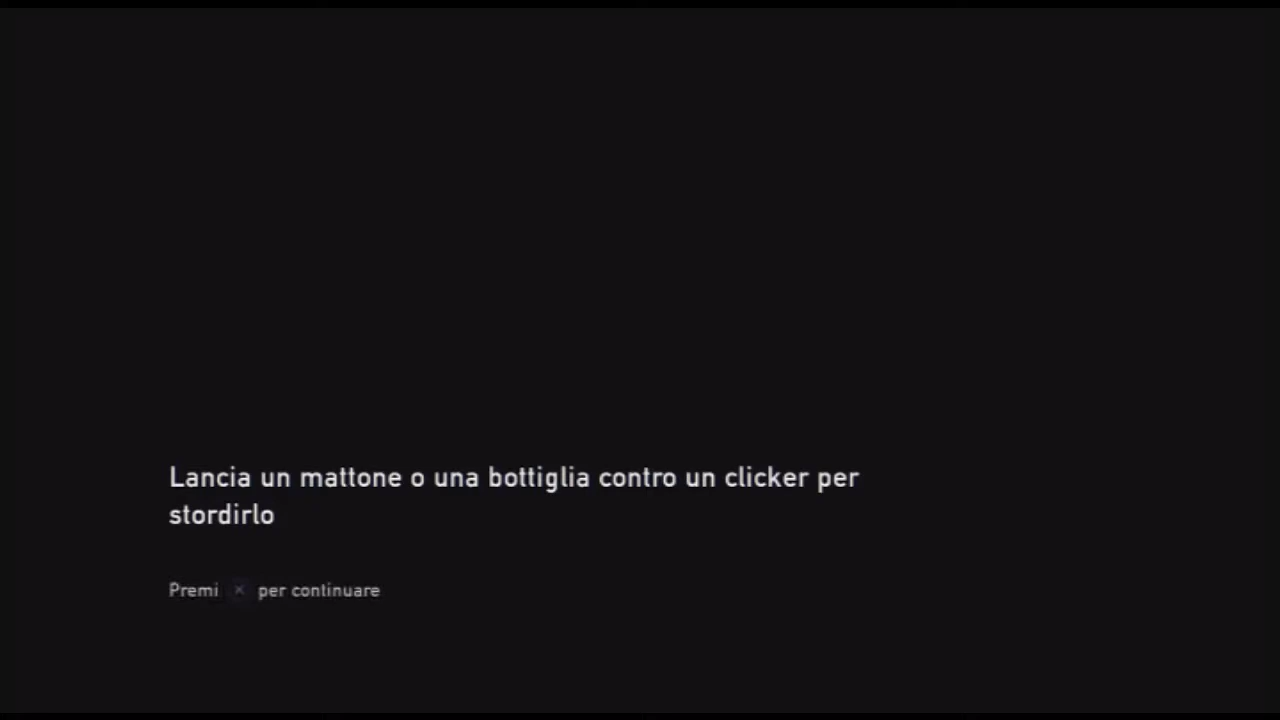 Lancia un mattone o una bottiglia contro un clicker per
stordirlo
Premi × per continuare